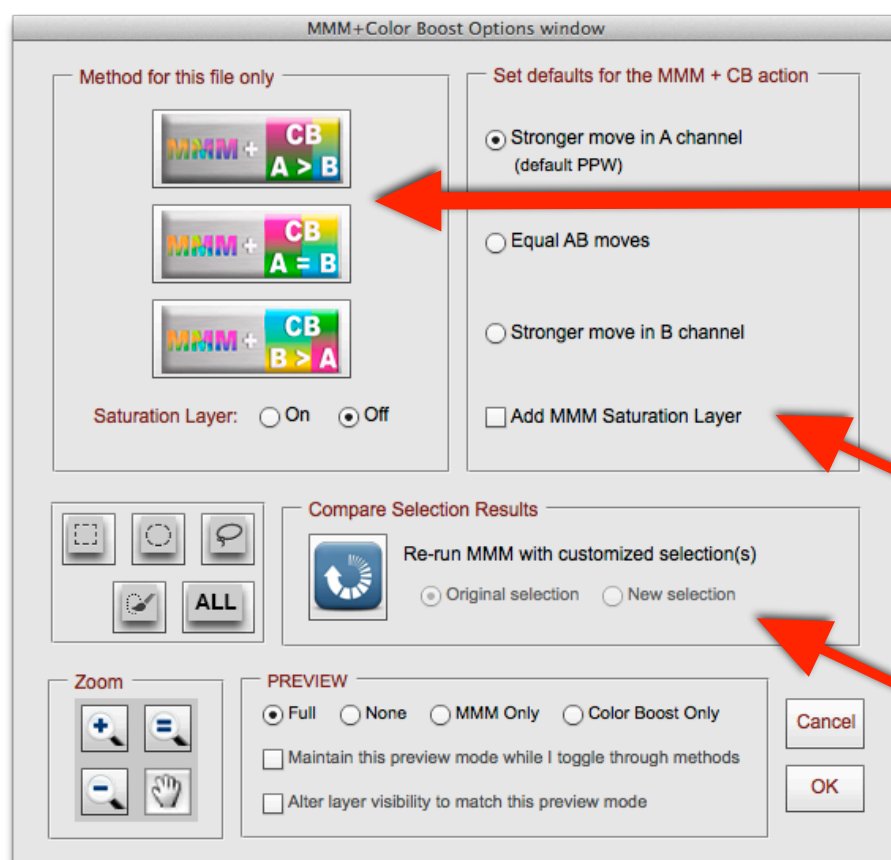 MMM+Color Boost Options window
Method for this file only
MMM + CB
A > B
MMM + CB
A = B
MMM + CB
B > A
Saturation Layer: On Off
Set defaults for the MMM + CB action
Stronger move in A channel
(default PPW)
Equal AB moves
Stronger move in B channel
Add MMM Saturation Layer
ALL
Compare Selection Results
Re-run MMM with customized selection(s)
Original selection New selection
Zoom
PREVIEW
Full None MMM Only Color Boost Only
Maintain this preview mode while I toggle through methods
Alter layer visibility to match this preview mode
Cancel
OK